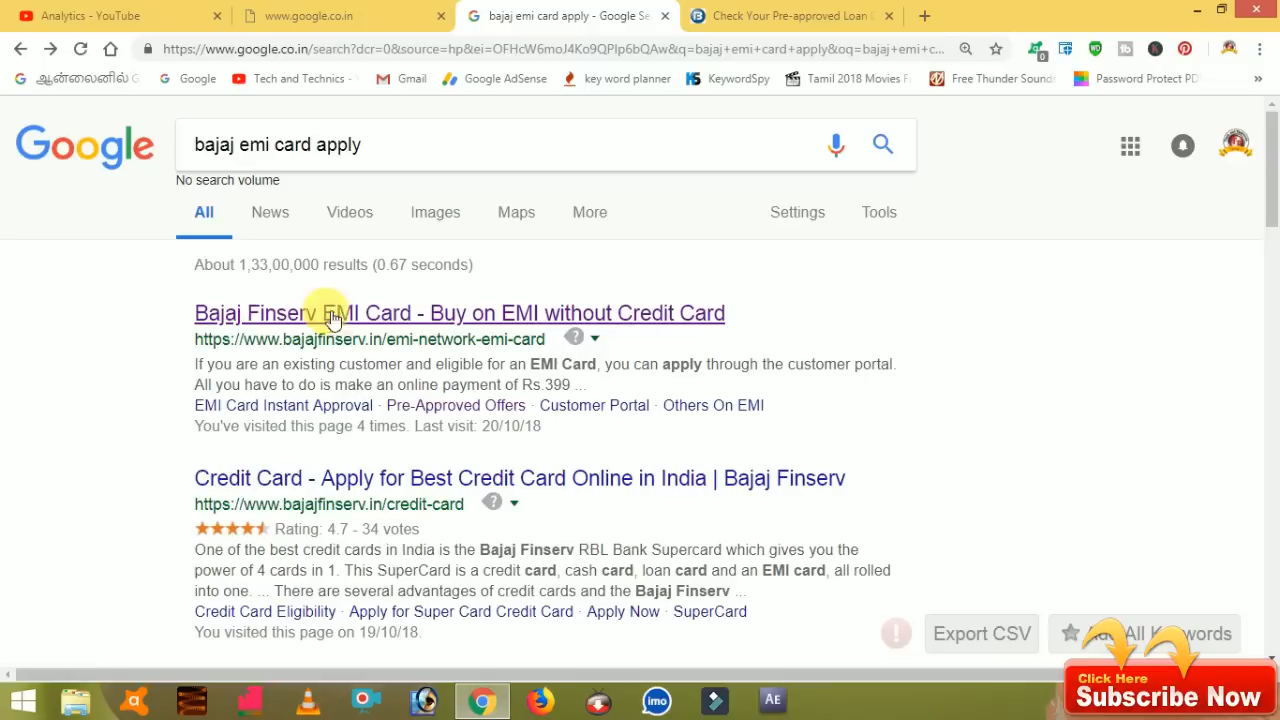 Analytics - YouTube
www.google.co.in
bajaj emi card apply - Google Se
Check Your Pre-approved Loan
https://www.google.co.in/search?dcr=0&source=hp&ei=OFHcW6moJ4Ko9QPIp6bQAw&q=bajaj+emi+card+apply&oq=bajaj+emi+c...
0
ஆன்லைனில்
Google
Tech and Technics -
Gmail
Google AdSense
key word planner
KeywordSpy
Tamil 2018 Movies
Free Thunder Sound
Password Protect PD
»
Google
bajaj emi card apply
No search volume
All
News
Videos
Images
Maps
More
Settings
Tools
About 1,33,00,000 results (0.67 seconds)
Bajaj Finserv EMI Card - Buy on EMI without Credit Card
https://www.bajajfinserv.in/emi-network-emi-card
If you are an existing customer and eligible for an EMI Card, you can apply through the customer portal.
All you have to do is make an online payment of Rs.399 ...
EMI Card Instant Approval · Pre-Approved Offers · Customer Portal · Others On EMI
You've visited this page 4 times. Last visit: 20/10/18
Credit Card - Apply for Best Credit Card Online in India | Bajaj Finserv
https://www.bajajfinserv.in/credit-card
Rating: 4.7 - 34 votes
One of the best credit cards in India is the Bajaj Finserv RBL Bank Supercard which gives you the
power of 4 cards in 1. This SuperCard is a credit card, cash card, loan card and an EMI card, all rolled
into one. ... There are several advantages of credit cards and the Bajaj Finserv ...
Credit Card Eligibility · Apply for Super Card Credit Card · Apply Now · SuperCard
You visited this page on 19/10/18.
Export CSV
Add All Keywords
Click Here
Subscribe Now
imo
AE